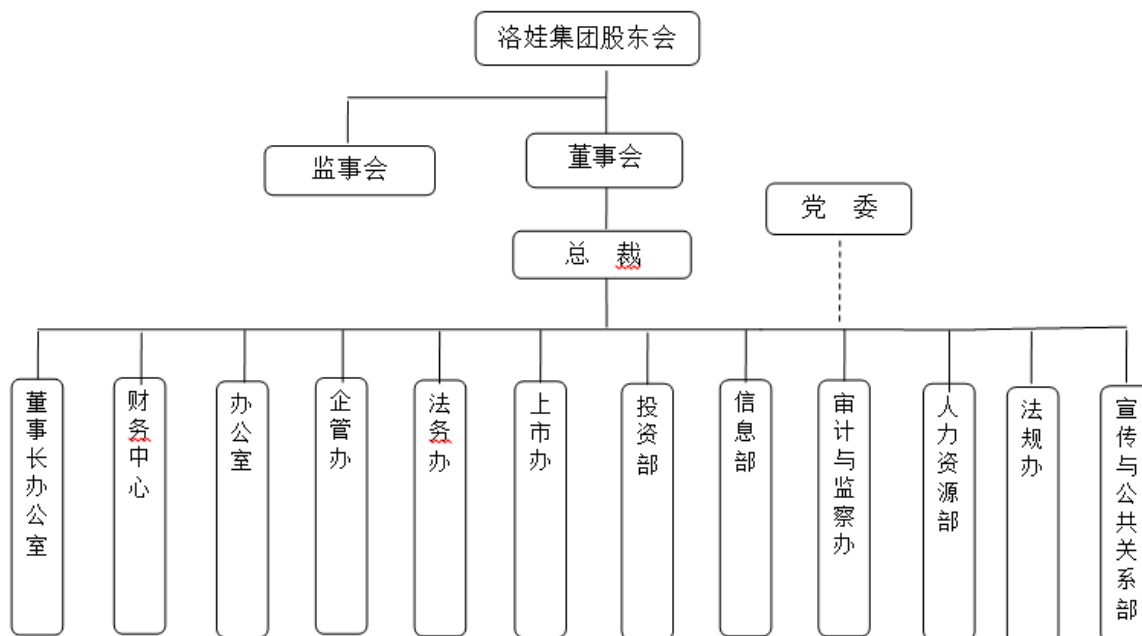 洛娃集团股东会
监事会
董事会
党 委
总 裁
董事长办公室
财务中心
办公室
企管办
法务办
上市办
投资部
信息部
审计与监察办
人力资源部
法规办
宣传与公共关系部